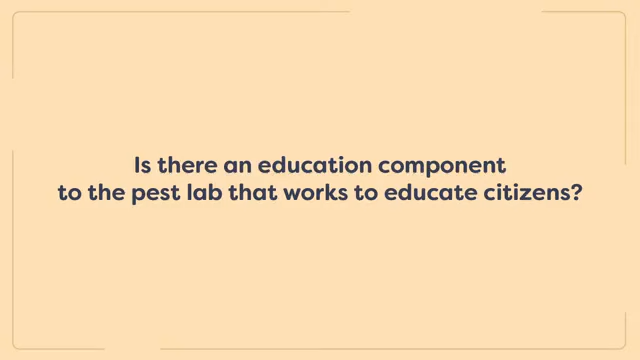 Is there an education component
to the pest lab that works to educate citizens?